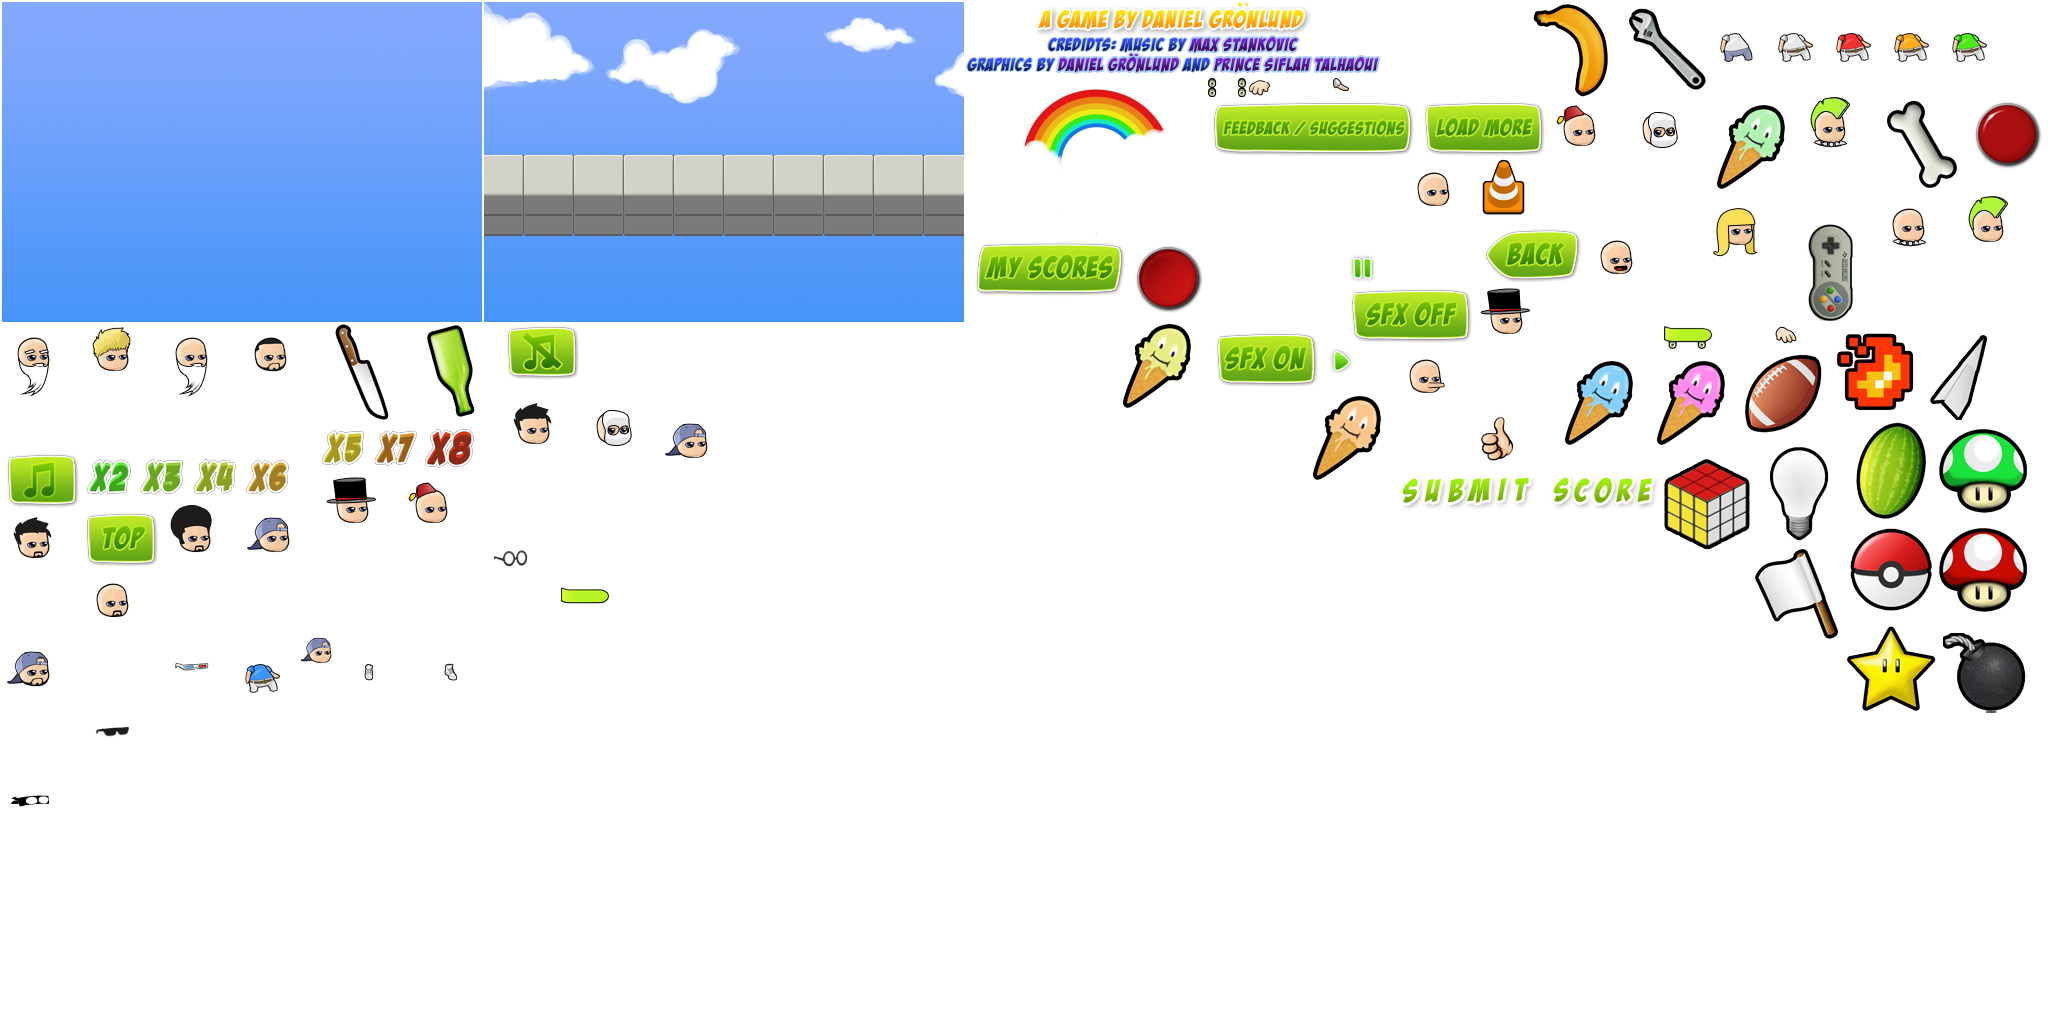 A GAME BY DANIEL GRÖNLUND
CREDIDTS: MUSIC BY MAX STANKOVIC
GRAPHICS BY DANIEL GRÖNLUND AND PRINCE SIFLAH TALHAOUI
FEEDBACK / SUGGESTIONS
LOAD MORE
MY SCORES
BACK
SFX OFF
SFX ON
X5 X7 X8
X2 X3 X4 X6
SUBMIT SCORE
TOP